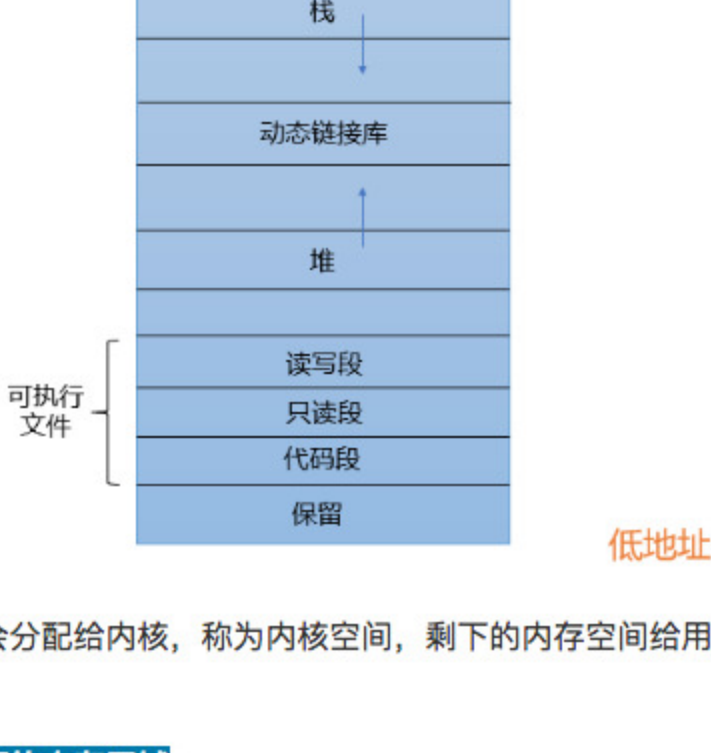 栈
动态链接库
堆
读写段
可执行
文件
只读段
代码段
保留
低地址
分配给内核，称为内核空间，剩下的内存空间给用